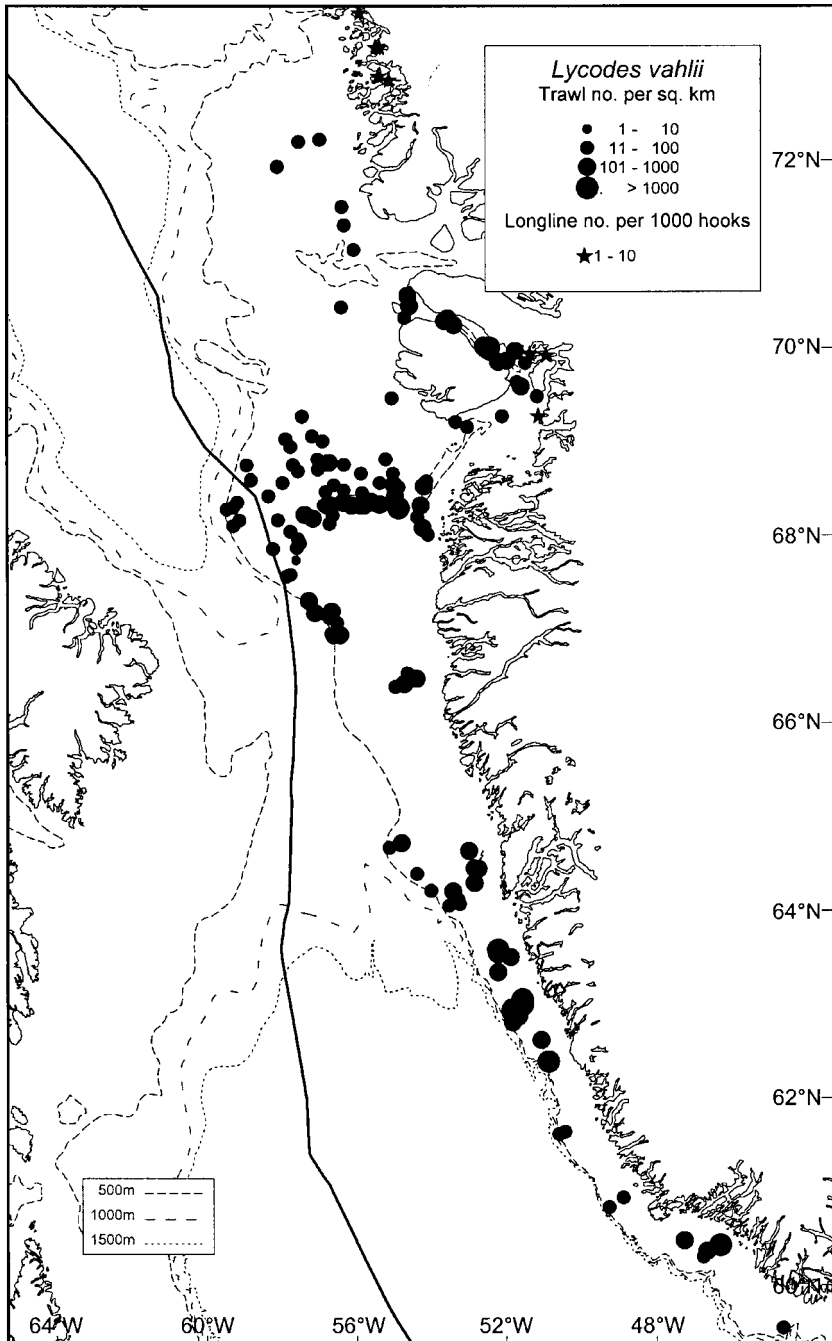 Lycodes vahlii
Trawl no. per sq. km
1 - 10
11 - 100
101 - 1000
> 1000
Longline no. per 1000 hooks
1 - 10
72°N
70°N
68°N
66°N
64°N
62°N
60°N
500m
1000m
1500m
64°W
60°W
56°W
52°W
48°W